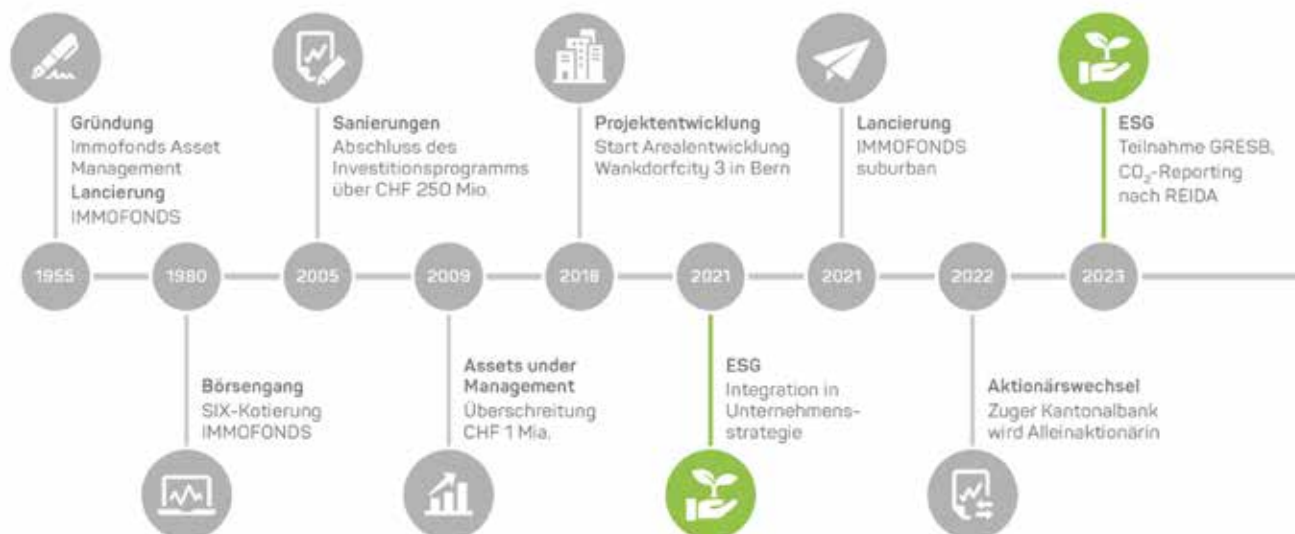 Gründung
Immofonds Asset
Management
Lancierung
IMMOFONDS
Sanierungen
Abschluss des
Investitionsprogramms
über CHF 250 Mio.
Projektentwicklung
Start Arealentwicklung
Wankdorfcity 3 in Bern
Lancierung
IMMOFONDS
suburban
ESG
Teilnahme GRESB,
CO₂-Reporting
nach REIDA
1955
1980
2005
2009
2018
2021
2021
2022
2023
Börsengang
SIX-Kotierung
IMMOFONDS
Assets under
Management
Überschreitung
CHF 1 Mia.
ESG
Integration in
Unternehmens-
strategie
Aktionärswechsel
Zuger Kantonalbank
wird Alleinaktionärin